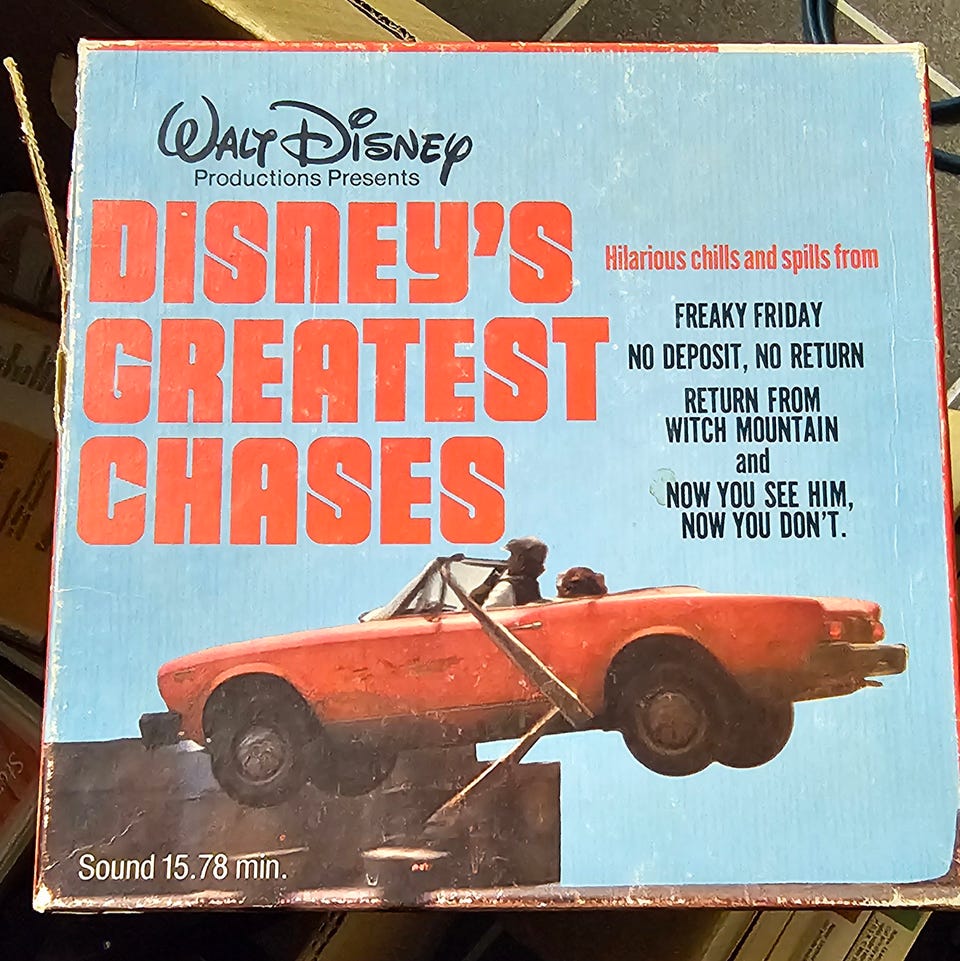 WALT DISNEY
Productions Presents
DISNEY'S
GREATEST
CHASES
Hilarious chills and spills from
FREAKY FRIDAY
NO DEPOSIT, NO RETURN
RETURN FROM
WITCH MOUNTAIN
and
NOW YOU SEE HIM,
NOW YOU DON'T.
Sound 15.78 min.